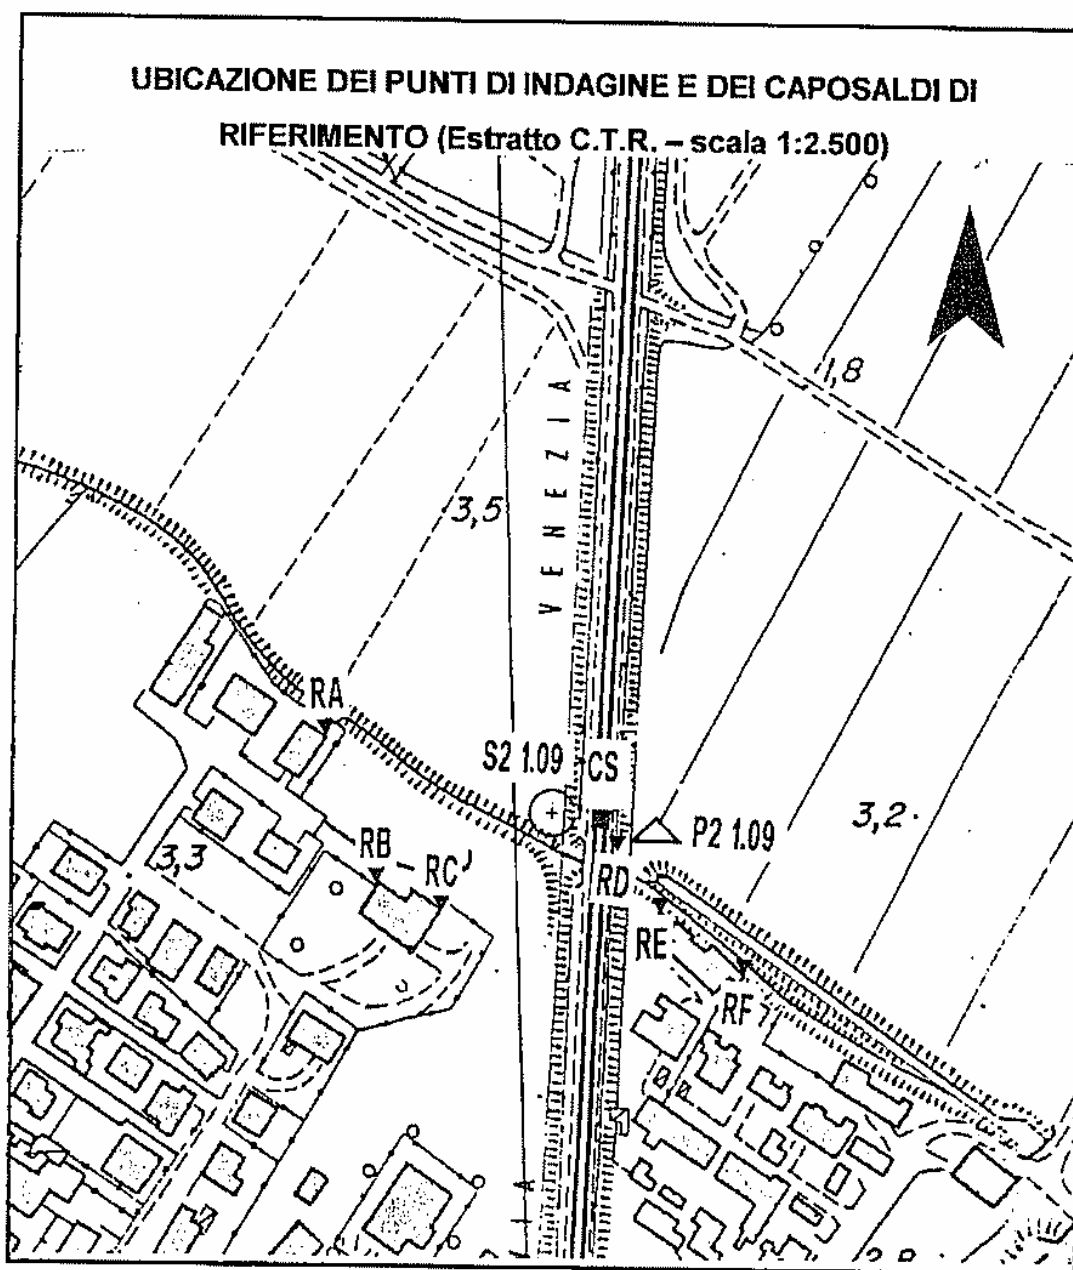 UBICAZIONE DEI PUNTI DI INDAGINE E DEI CAPOSALDI DI
RIFERIMENTO (Estratto C.T.R. – scala 1:2.500)
1,8
VENEZIA
3,5
RA
S2 1.09
CS
P2 1.09
3,2
3,3
RB
RC
RD
RE
RF